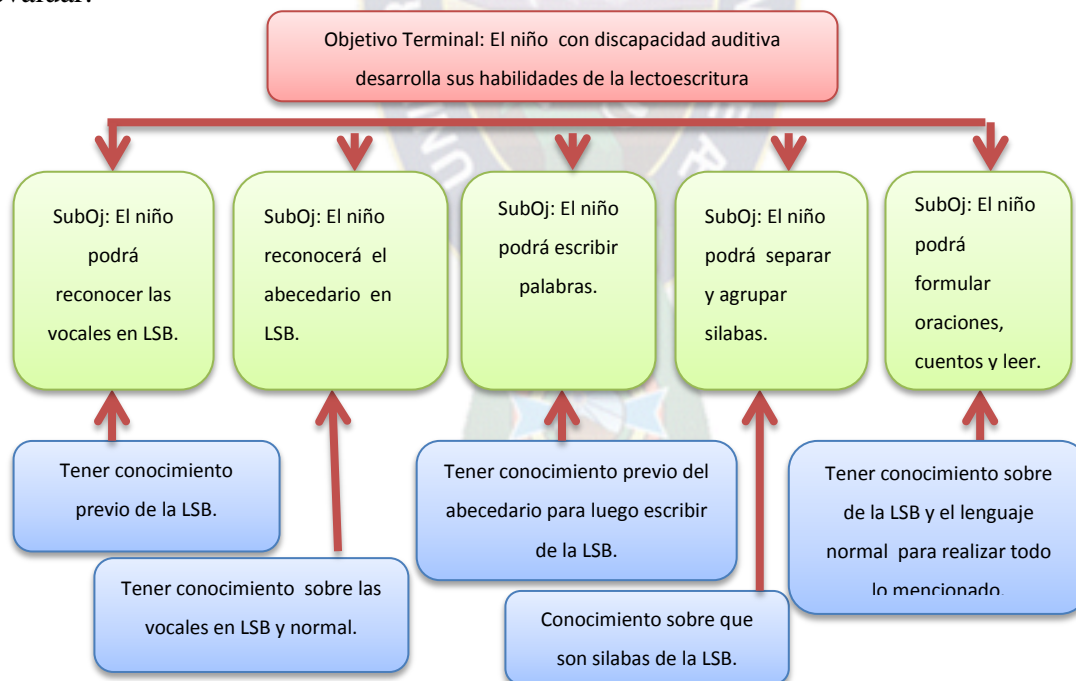 evaluar.
Objetivo Terminal: El niño con discapacidad auditiva
desarrolla sus habilidades de la lectoescritura
SubOj: El niño
podrá
reconocer las
vocales en LSB.
SubOj: El niño
reconocerá el
abecedario en
LSB.
SubOj: El niño
podrá escribir
palabras.
SubOj: El niño
podrá separar
y agrupar
silabas.
SubOj: El niño
podrá
formular
oraciones,
cuentos y leer.
Tener conocimiento
previo de la LSB.
Tener conocimiento sobre las
vocales en LSB y normal.
Tener conocimiento previo del
abecedario para luego escribir
de la LSB.
Conocimiento sobre que
son silabas de la LSB.
Tener conocimiento sobre
de la LSB y el lenguaje
normal para realizar todo
lo mencionado.